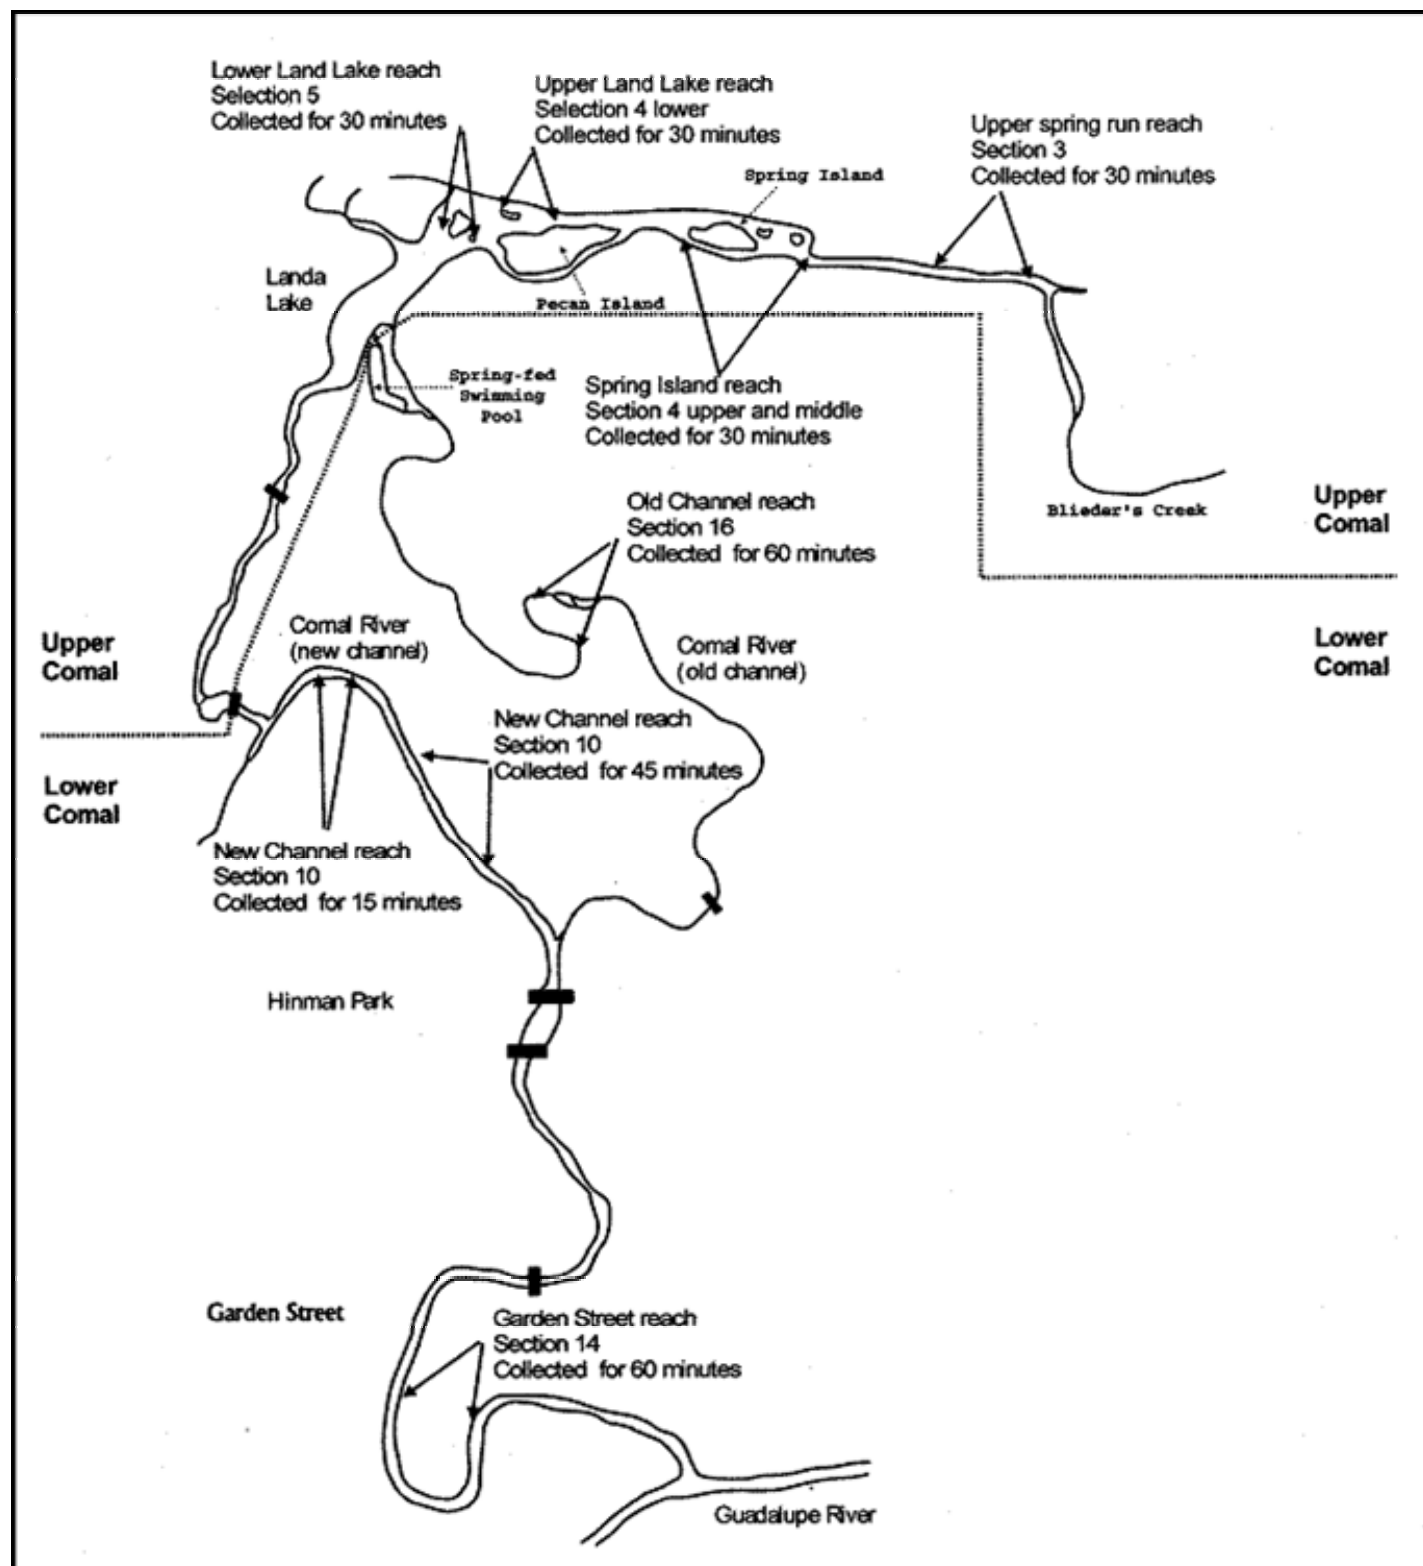 Lower Land Lake reach
Selection 5
Collected for 30 minutes
Upper Land Lake reach
Selection 4 lower
Collected for 30 minutes
Upper spring run reach
Section 3
Collected for 30 minutes
Spring Island
Landa
Lake
Pecan Island
Spring-fed
Swimming
Pool
Spring Island reach
Section 4 upper and middle
Collected for 30 minutes
Old Channel reach
Section 16
Collected for 60 minutes
Blieder's Creek
Upper
Comal
Upper
Comal
Comal River
(new channel)
Comal River
(old channel)
Lower
Comal
New Channel reach
Section 10
Collected for 45 minutes
Lower
Comal
New Channel reach
Section 10
Collected for 15 minutes
Hinman Park
Garden Street
Garden Street reach
Section 14
Collected for 60 minutes
Guadalupe River